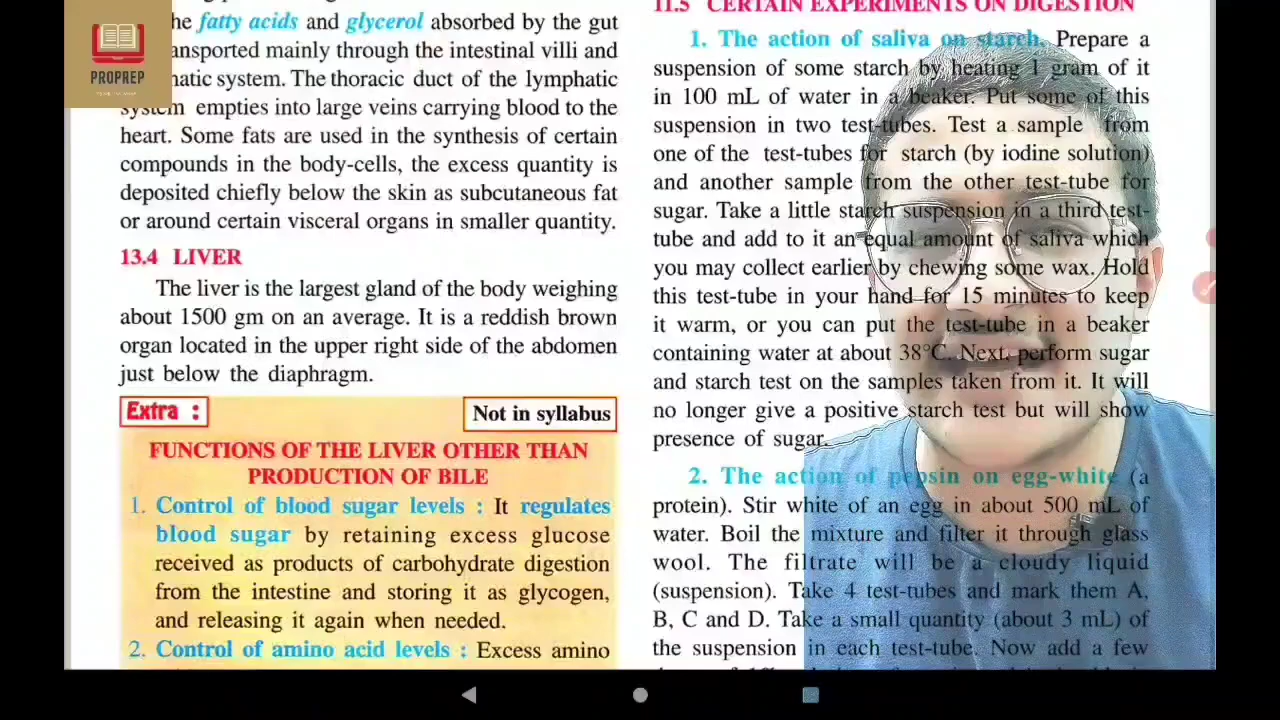 PROPREP
he fatty acids and glycerol absorbed by the gut
ansported mainly through the intestinal villi and
matic system. The thoracic duct of the lymphatic
system empties into large veins carrying blood to the
heart. Some fats are used in the synthesis of certain
compounds in the body-cells, the excess quantity is
deposited chiefly below the skin as subcutaneous fat
or around certain visceral organs in smaller quantity.
13.4 LIVER
The liver is the largest gland of the body weighing
about 1500 gm on an average. It is a reddish brown
organ located in the upper right side of the abdomen
just below the diaphragm.
Extra :
Not in syllabus
FUNCTIONS OF THE LIVER OTHER THAN
PRODUCTION OF BILE
1. Control of blood sugar levels : It regulates
blood sugar by retaining excess glucose
received as products of carbohydrate digestion
from the intestine and storing it as glycogen,
and releasing it again when needed.
2. Control of amino acid levels : Excess amino
11.5 CERTAIN EXPERIMENTS ON DIGESTION
1. The action of saliva on starch. Prepare a
suspension of some starch by heating 1 gram of it
in 100 mL of water in a beaker. Put some of this
suspension in two test-tubes. Test a sample from
one of the test-tubes for starch (by iodine solution)
and another sample from the other test-tube for
sugar. Take a little starch suspension in a third test-
tube and add to it an equal amount of saliva which
you may collect earlier by chewing some wax. Hold
this test-tube in your hand for 15 minutes to keep
it warm, or you can put the test-tube in a beaker
containing water at about 38°C. Next, perform sugar
and starch test on the samples taken from it. It will
no longer give a positive starch test but will show
presence of sugar.
2. The action of pepsin on egg-white (a
protein). Stir white of an egg in about 500 mL of
water. Boil the mixture and filter it through glass
wool. The filtrate will be a cloudy liquid
(suspension). Take 4 test-tubes and mark them A,
B, C and D. Take a small quantity (about 3 mL) of
the suspension in each test-tube. Now add a few